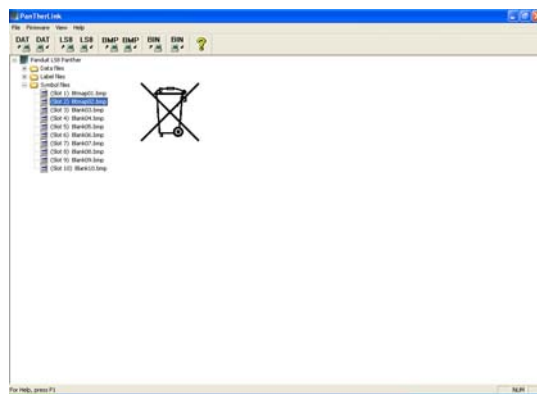 PanTherLink
File Firmware View Help
DAT DAT LS8 LS8 BMP BMP BIN BIN
Panduit LS8 Panther
Data files
Label files
Symbol files
(Slot 1) Bitmap01.bmp
(Slot 2) Bitmap02.bmp
(Slot 3) Blank03.bmp
(Slot 4) Blank04.bmp
(Slot 5) Blank05.bmp
(Slot 6) Blank06.bmp
(Slot 7) Blank07.bmp
(Slot 8) Blank08.bmp
(Slot 9) Blank09.bmp
(Slot 10) Blank10.bmp
For Help, press F1
NUM